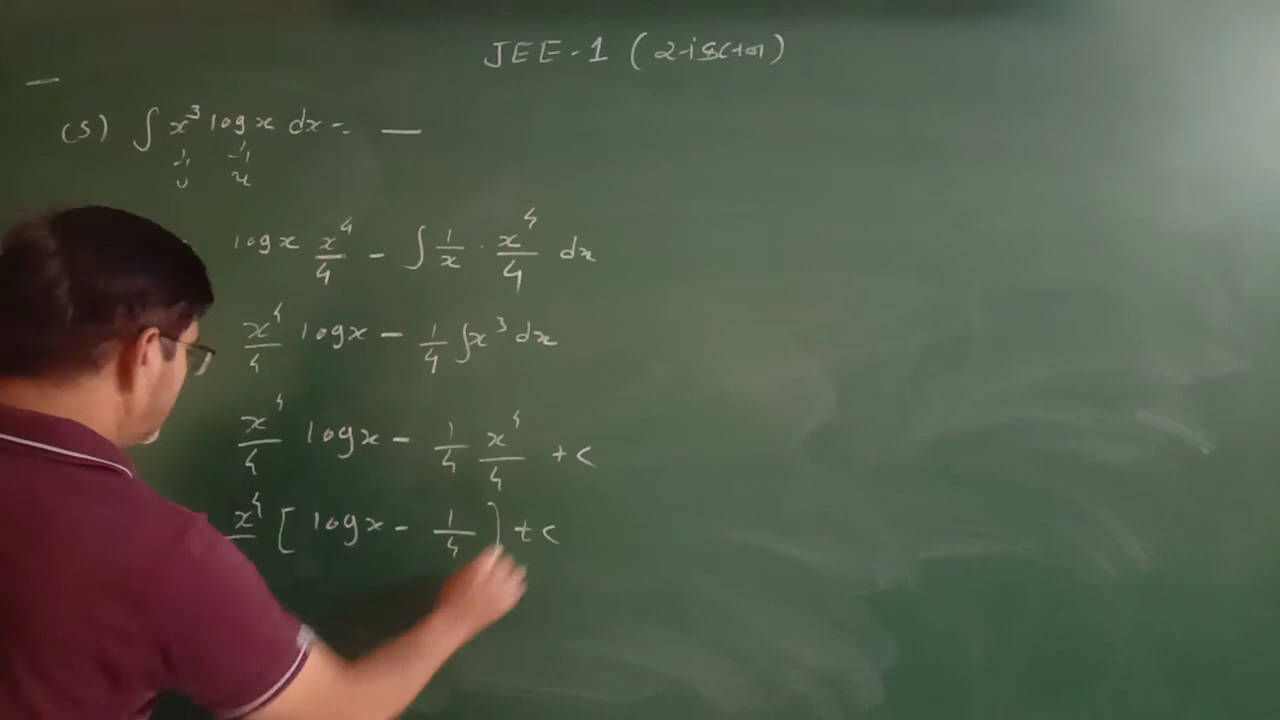 JEE-1 (
(5) ∫ x³ log x dx = —
v u
log x x⁴/4 - ∫ 1/x · x⁴/4 dx
x⁴/4 log x - 1/4 ∫ x³ dx
x⁴/4 log x - 1/4 x⁴/4 + c
x⁴ [ log x - 1/4 ] + c